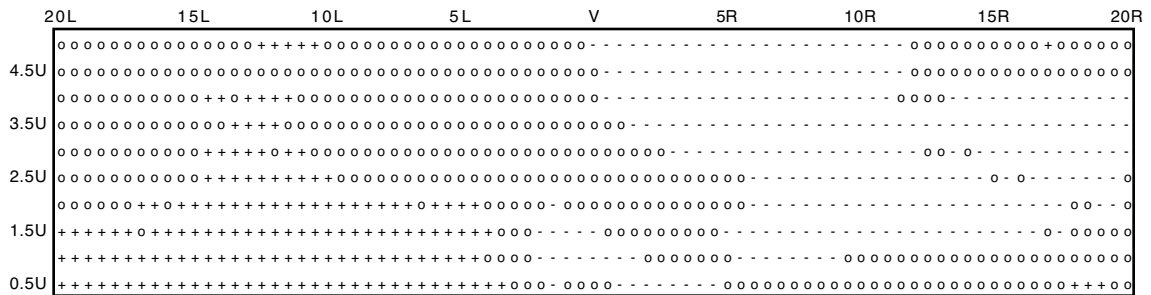 20L 15L 10L 5L V 5R 10R 15R 20R
o o o o o o o o o o o o o o o + + + + + o o o o o o o o o o o o o o o o o o o o - - - - - - - - - - - - - - - - - - - - - - - - o o o o o o o o o o + o o o o o o
4.5U o o o o o o o o o o o o o o o o o o o o o o o o o o o o o o o o o o o o o o o o o - - - - - - - - - - - - - - - - - - - - - - - o o o o o o o o o o o o o o o o o
o o o o o o o o o o o + + o + + + + o o o o o o o o o o o o o o o o o o o o o o o - - - - - - - - - - - - - - - - - - - - - - o o o o - - - - - - - - - - - - - -
3.5U o o o o o o o o o o o o o + + + + o o o o o o o o o o o o o o o o o o o o o o o o o o - - - - - - - - - - - - - - - - - - - - - - - - - - - - - - - - - - - - - -
o o o o o o o o o o o + + + + + o + + o o o o o o o o o o o o o o o o o o o o o o o o o o o - - - - - - - - - - - - - - - - - - - o o - o - - - - - - - - - - - -
2.5U o o o o o o o o o o o + + + + + + + + + + o o o o o o o o o o o o o o o o o o o o o o o o o o o o o o o - - - - - - - - - - - - - - - - - - o - o - - - - - - - o
o o o o o o + + o + + + + + + + + + + + + + + + + + + o + + + + o o o o o - o o o o o o o o o o o o o o - - - - - - - - - - - - - - - - - - - - - - - - o o - - o
1.5U + + + + + + o + + + + + + + + + + + + + + + + + + + + + + + + + o o o - - - - - o o o o o o o o o - - - - - - - - - - - - - - - - - - - - - - - - o - o o o o o
+ + + + + + + + + + + + + + + + + + + + + + + + + + + + + + + + o o o o - - - - - - - - o o o o o o o - - - - - - - - o o o o o o o o o o o o o o o o o o o o o o
0.5U + + + + + + + + + + + + + + + + + + + + + + + + + + + + + + + + + + o o o - o o o o - - - - - - - - o o o o o o o o o o o o o o o o o o o o o o o o o o + + + o o